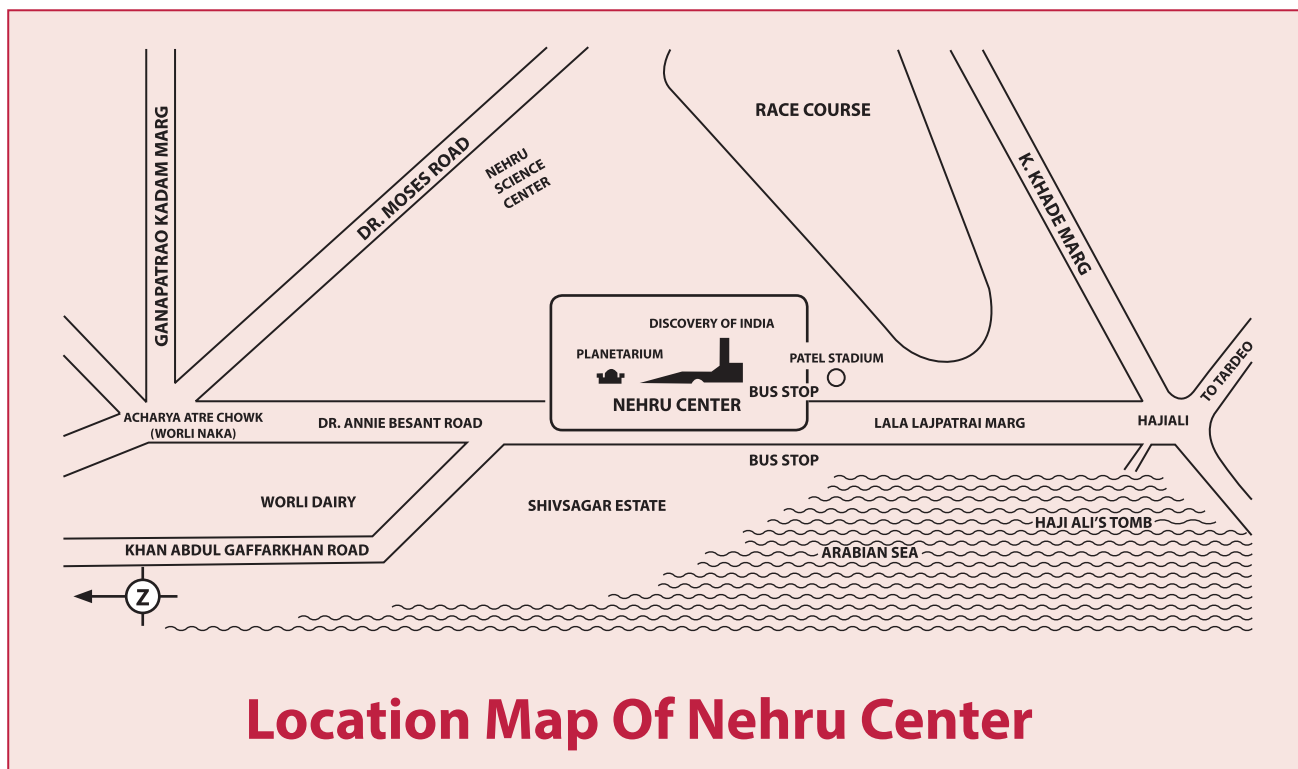 GANAPATRAO KADAM MARG
DR. MOSES ROAD
NEHRU
SCIENCE
CENTER
RACE COURSE
K. KHADE MARG
DISCOVERY OF INDIA
PLANETARIUM
PATEL STADIUM
BUS STOP
NEHRU CENTER
TO TARDEO
ACHARYA ATRE CHOWK
(WORLI NAKA)
DR. ANNIE BESANT ROAD
LALA LAJPATRAI MARG
HAJIALI
BUS STOP
WORLI DAIRY
SHIVSAGAR ESTATE
HAJI ALI'S TOMB
KHAN ABDUL GAFFARKHAN ROAD
ARABIAN SEA
N
Location Map Of Nehru Center